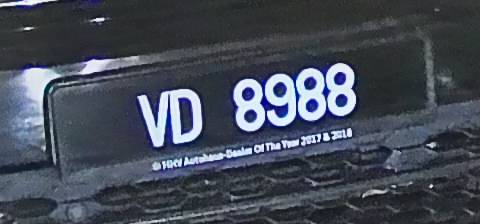 VD 8988
Autohaus-Dealer Of The Year 2017 & 2018